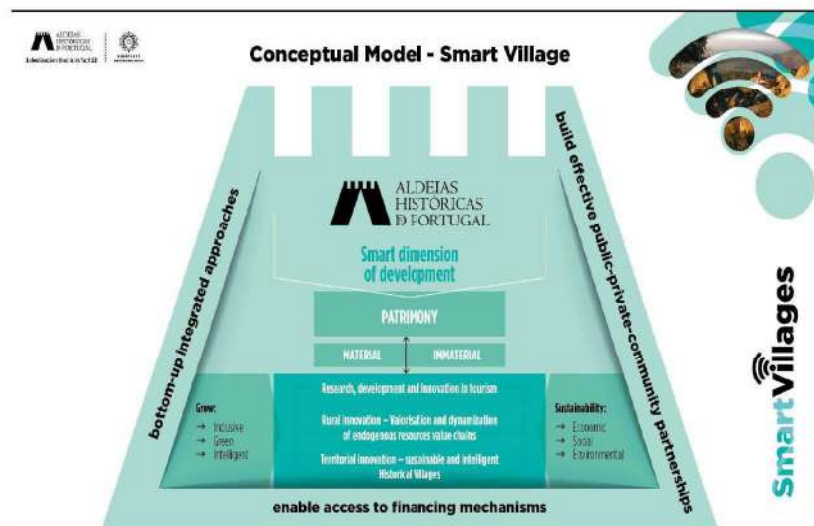 ALDEIAS
HISTÓRICAS
D PORTUGAL
Conceptual Model - Smart Village
bottom-up integrated approaches
build effective public-private-community partnerships
ALDEIAS
HISTÓRICAS
D PORTUGAL
Smart dimension
of development
PATRIMONY
MATERIAL
IMMATERIAL
Research, development and innovation in tourism
Rural innovation – Valorisation and dynamization
of endogenous resources value chains
Territorial innovation – sustainable and intelligent
Historical Villages
Grow:
→ Inclusive
→ Green
→ Intelligent
Sustainability:
→ Economic
→ Social
→ Environmental
enable access to financing mechanisms
SmartVillages